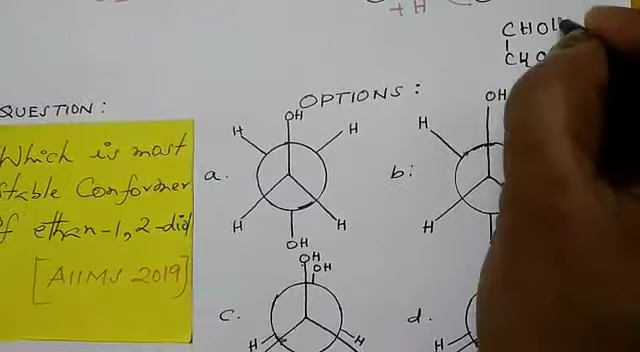 + H
CHOH
CHO
QUESTION:
OPTIONS:
Which is most
stable Conformer
of ethan-1,2-diol
[AIIMS 2019]
a.
OH
H
H
H
H
OH
b:
OH
H
H
c.
OH
OH
H
H
d.
H